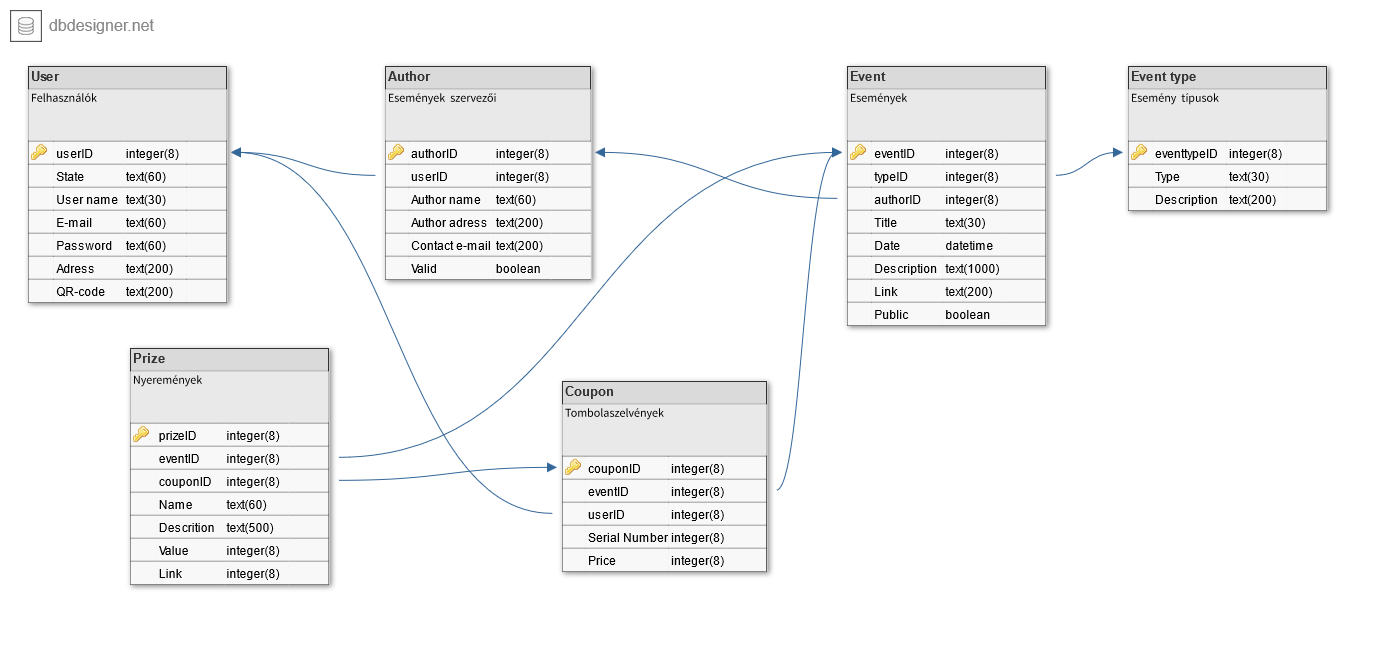 dbdesigner.net
User
Felhasználók
userID integer(8)
State text(60)
User name text(30)
E-mail text(60)
Password text(60)
Adress text(200)
QR-code text(200)
Author
Események szervezői
authorID integer(8)
userID integer(8)
Author name text(60)
Author adress text(200)
Contact e-mail text(200)
Valid boolean
Event
Események
eventID integer(8)
typeID integer(8)
authorID integer(8)
Title text(30)
Date datetime
Description text(1000)
Link text(200)
Public boolean
Event type
Esemény típusok
eventtypeID integer(8)
Type text(30)
Description text(200)
Prize
Nyeremények
prizeID integer(8)
eventID integer(8)
couponID integer(8)
Name text(60)
Descrition text(500)
Value integer(8)
Link integer(8)
Coupon
Tombolaszelvények
couponID integer(8)
eventID integer(8)
userID integer(8)
Serial Number integer(8)
Price integer(8)